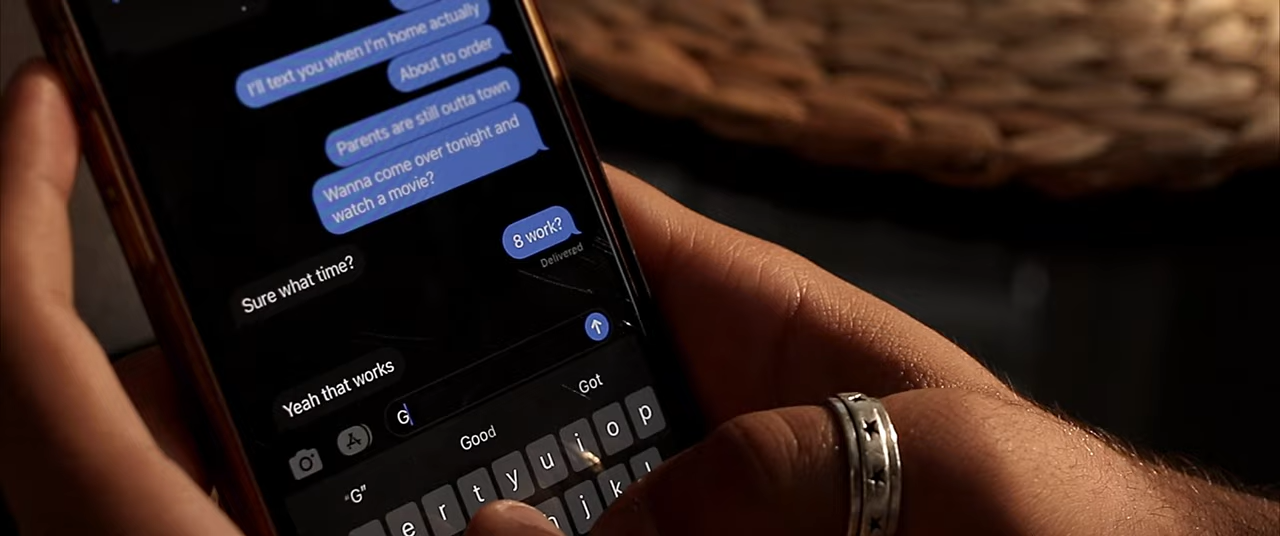 I'll text you when I'm home actually
About to order
Parents are still outta town
Wanna come over tonight and
watch a movie?
8 work?
Delivered
Sure what time?
Yeah that works
G
"G"
Good
Got
e r t y u i o p
j k l